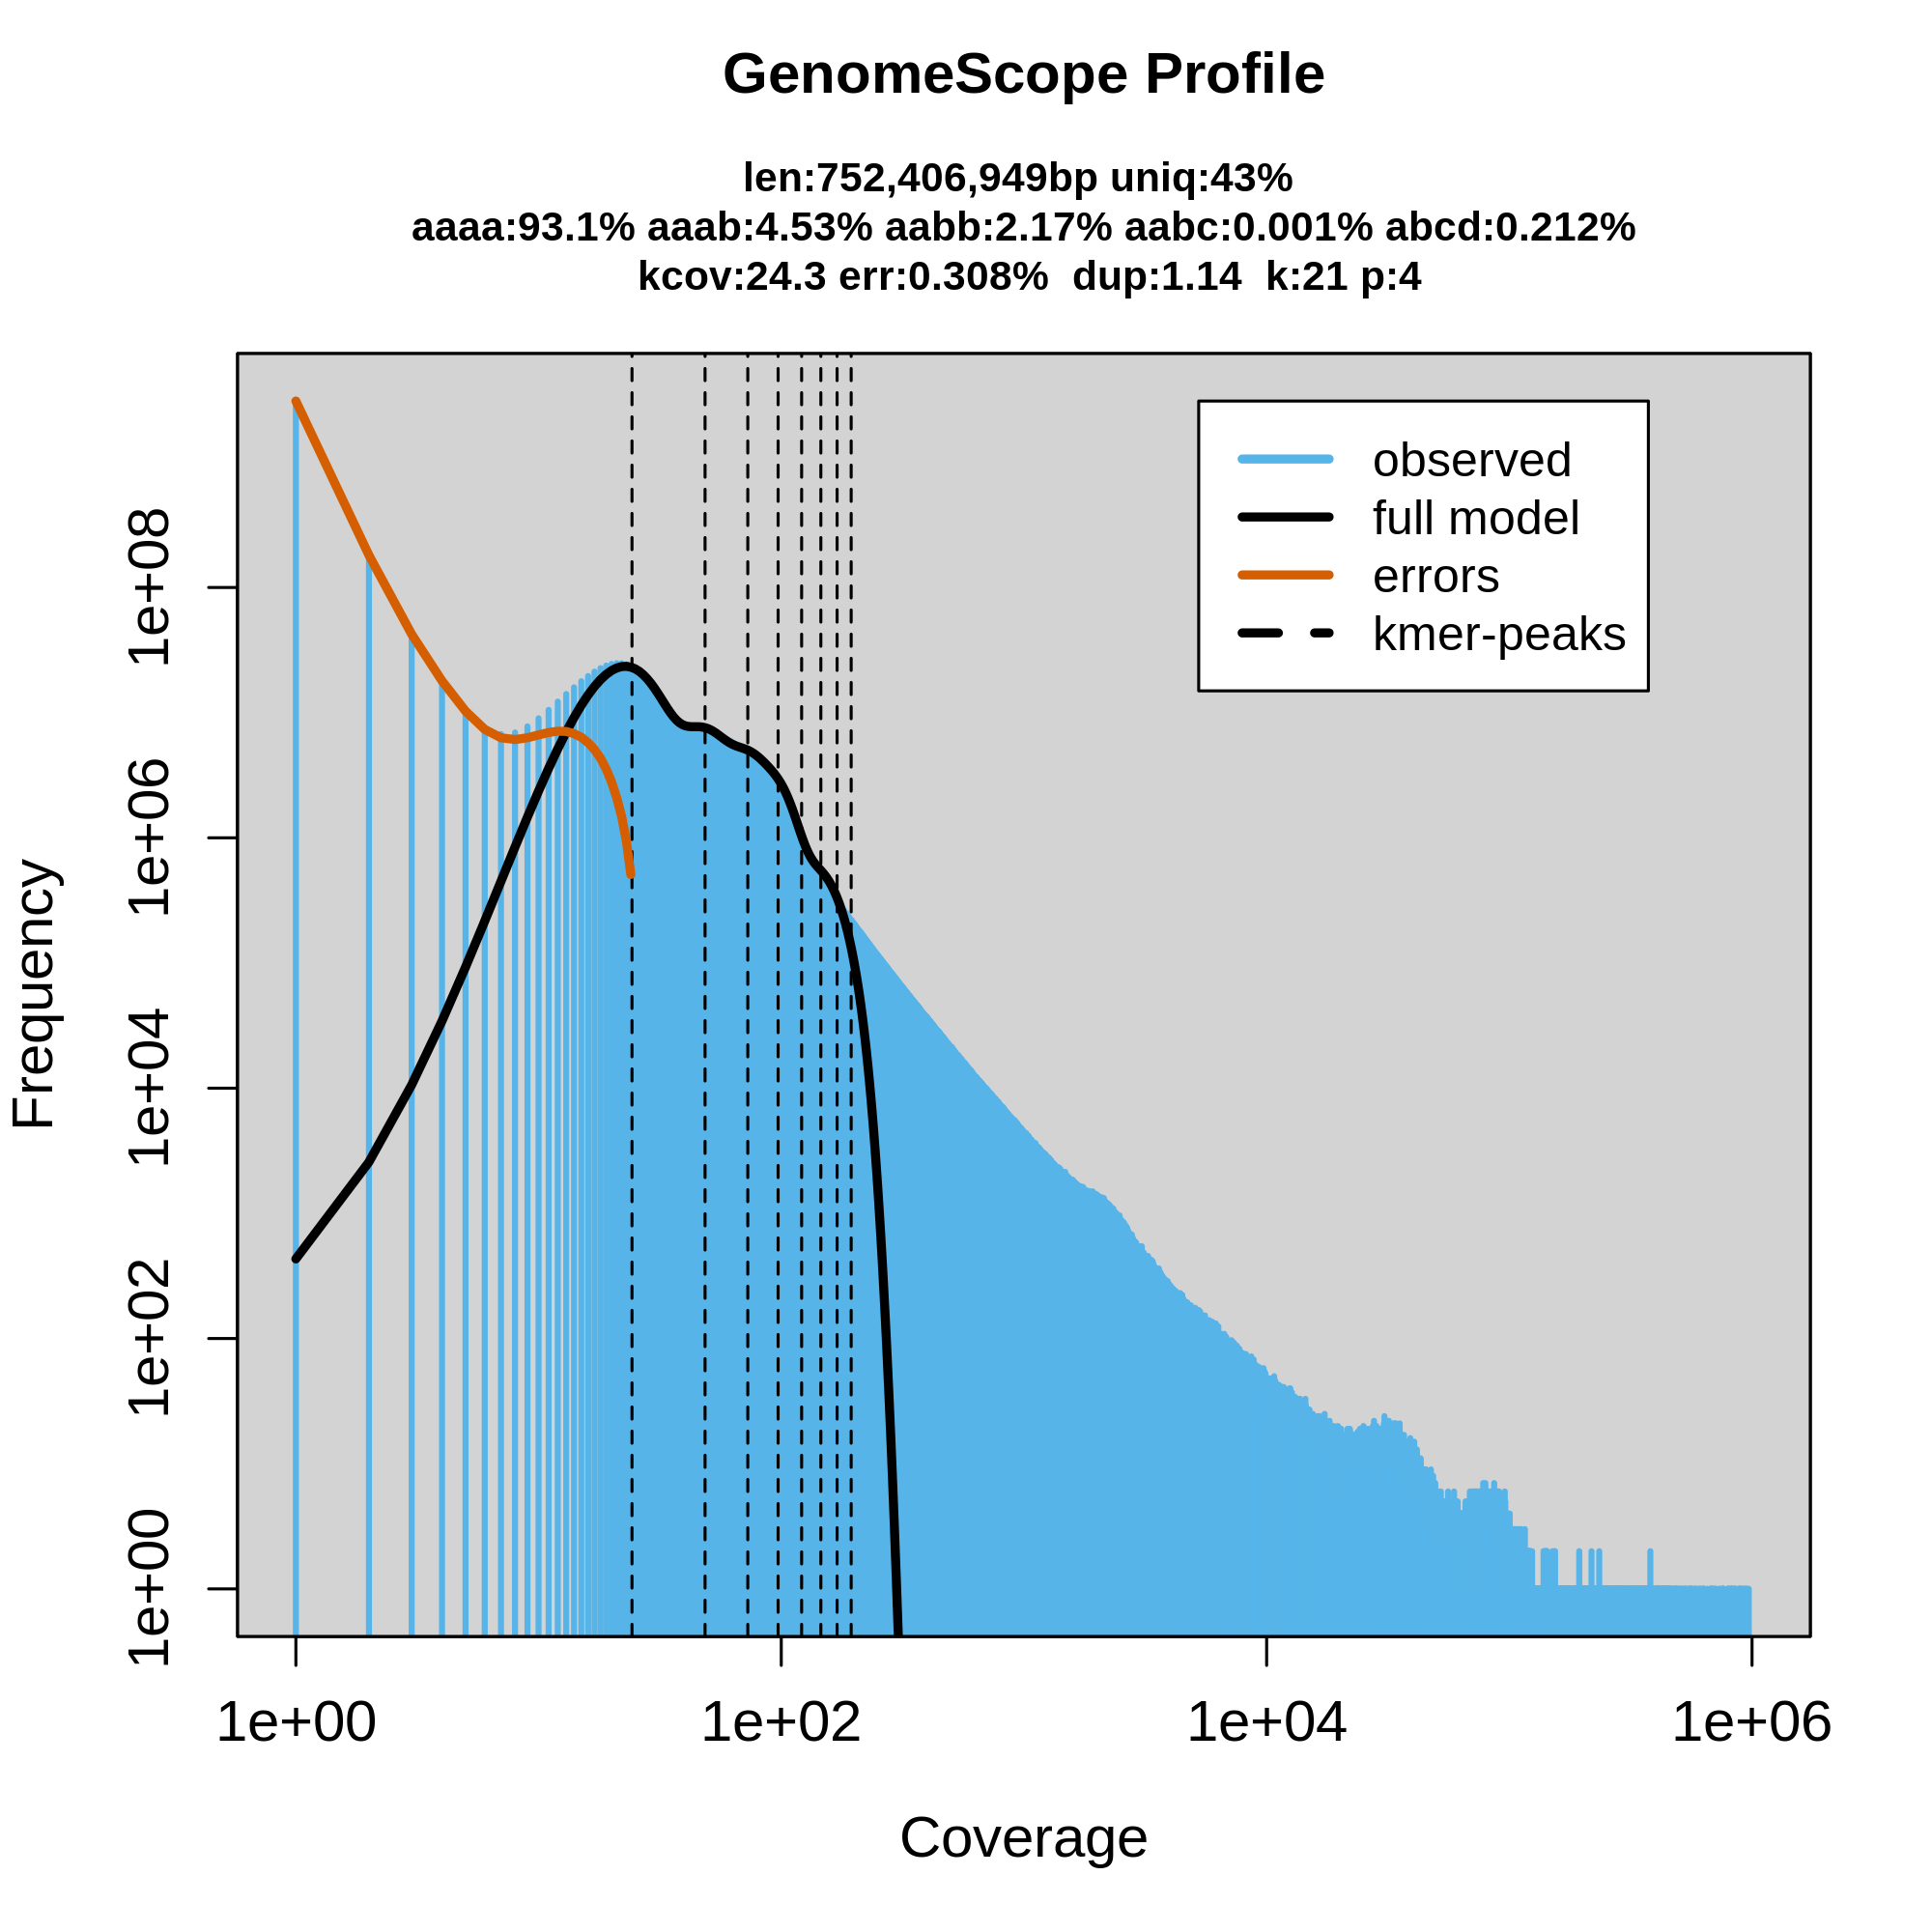 GenomeScope Profile
len:752,406,949bp uniq:43%
aaaa:93.1% aaab:4.53% aabb:2.17% aabc:0.001% abcd:0.212%
kcov:24.3 err:0.308%  dup:1.14  k:21 p:4
observed
full model
errors
kmer-peaks
Frequency
1e+08
1e+06
1e+04
1e+02
1e+00
1e+00
1e+02
1e+04
1e+06
Coverage